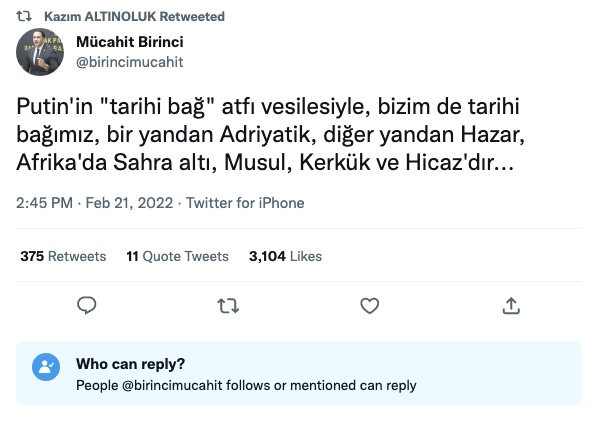 Kazım ALTINOLUK Retweeted
Mücahit Birinci
@birincimucahit
Putin'in "tarihi bağ" atfı vesilesiyle, bizim de tarihi
bağımız, bir yandan Adriyatik, diğer yandan Hazar,
Afrika'da Sahra altı, Musul, Kerkük ve Hicaz'dır...
2:45 PM · Feb 21, 2022 · Twitter for iPhone
375 Retweets 11 Quote Tweets 3,104 Likes
Who can reply?
People @birincimucahit follows or mentioned can reply